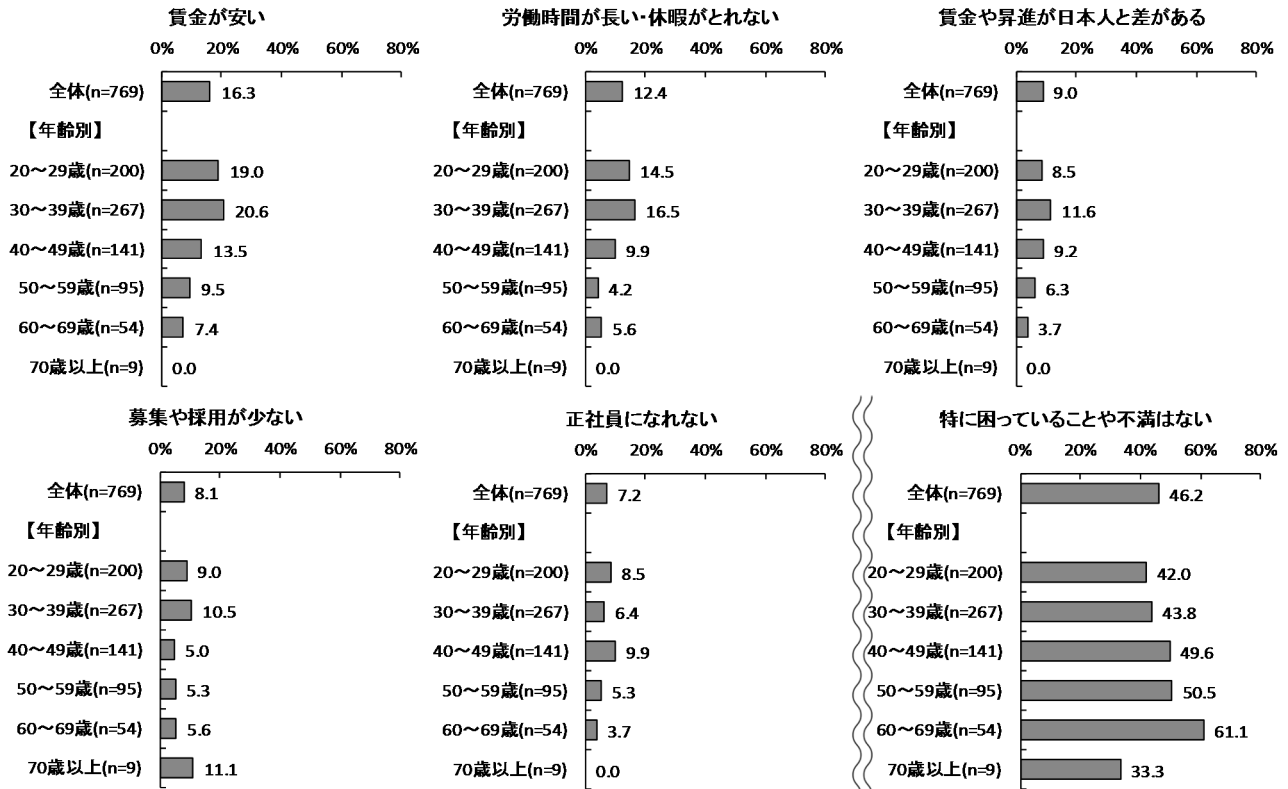 賃金が安い
0% 20% 40% 60% 80%
全体(n=769) 16.3
【年齢別】
20～29歳(n=200) 19.0
30～39歳(n=267) 20.6
40～49歳(n=141) 13.5
50～59歳(n=95) 9.5
60～69歳(n=54) 7.4
70歳以上(n=9) 0.0
労働時間が長い・休暇がとれない
0% 20% 40% 60% 80%
全体(n=769) 12.4
【年齢別】
20～29歳(n=200) 14.5
30～39歳(n=267) 16.5
40～49歳(n=141) 9.9
50～59歳(n=95) 4.2
60～69歳(n=54) 5.6
70歳以上(n=9) 0.0
賃金や昇進が日本人と差がある
0% 20% 40% 60% 80%
全体(n=769) 9.0
【年齢別】
20～29歳(n=200) 8.5
30～39歳(n=267) 11.6
40～49歳(n=141) 9.2
50～59歳(n=95) 6.3
60～69歳(n=54) 3.7
70歳以上(n=9) 0.0
募集や採用が少ない
0% 20% 40% 60% 80%
全体(n=769) 8.1
【年齢別】
20～29歳(n=200) 9.0
30～39歳(n=267) 10.5
40～49歳(n=141) 5.0
50～59歳(n=95) 5.3
60～69歳(n=54) 5.6
70歳以上(n=9) 11.1
正社員になれない
0% 20% 40% 60% 80%
全体(n=769) 7.2
【年齢別】
20～29歳(n=200) 8.5
30～39歳(n=267) 6.4
40～49歳(n=141) 9.9
50～59歳(n=95) 5.3
60～69歳(n=54) 3.7
70歳以上(n=9) 0.0
特に困っていることや不満はない
0% 20% 40% 60% 80%
全体(n=769) 46.2
【年齢別】
20～29歳(n=200) 42.0
30～39歳(n=267) 43.8
40～49歳(n=141) 49.6
50～59歳(n=95) 50.5
60～69歳(n=54) 61.1
70歳以上(n=9) 33.3